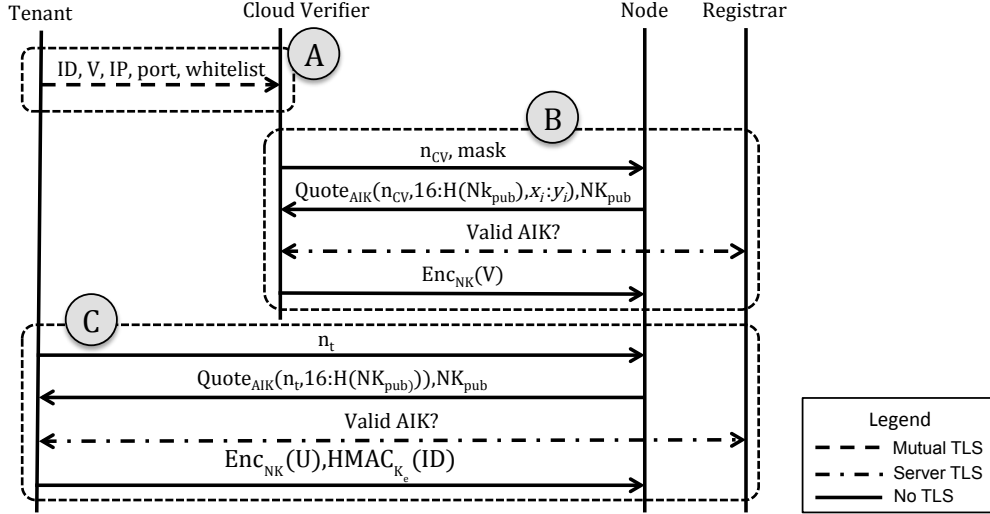 Tenant
Cloud Verifier
Node
Registrar
A
ID, V, IP, port, whitelist
B
n_CV, mask
Quote_AIK(n_CV,16:H(Nk_pub),x_i:y_i),NK_pub
Valid AIK?
Enc_NK(V)
C
n_t
Quote_AIK(n_t,16:H(NK_pub))),NK_pub
Valid AIK?
Enc_NK(U),HMAC_K_e(ID)
Legend
Mutual TLS
Server TLS
No TLS